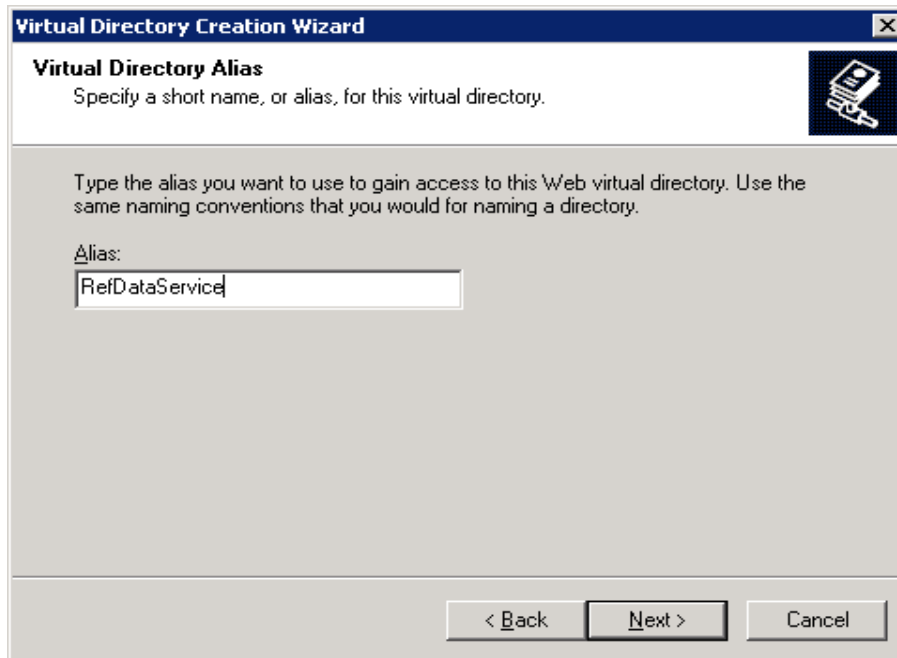 Virtual Directory Creation Wizard
Virtual Directory Alias
Specify a short name, or alias, for this virtual directory.
Type the alias you want to use to gain access to this Web virtual directory. Use the
same naming conventions that you would for naming a directory.
Alias:
RefDataService
< Back Next > Cancel